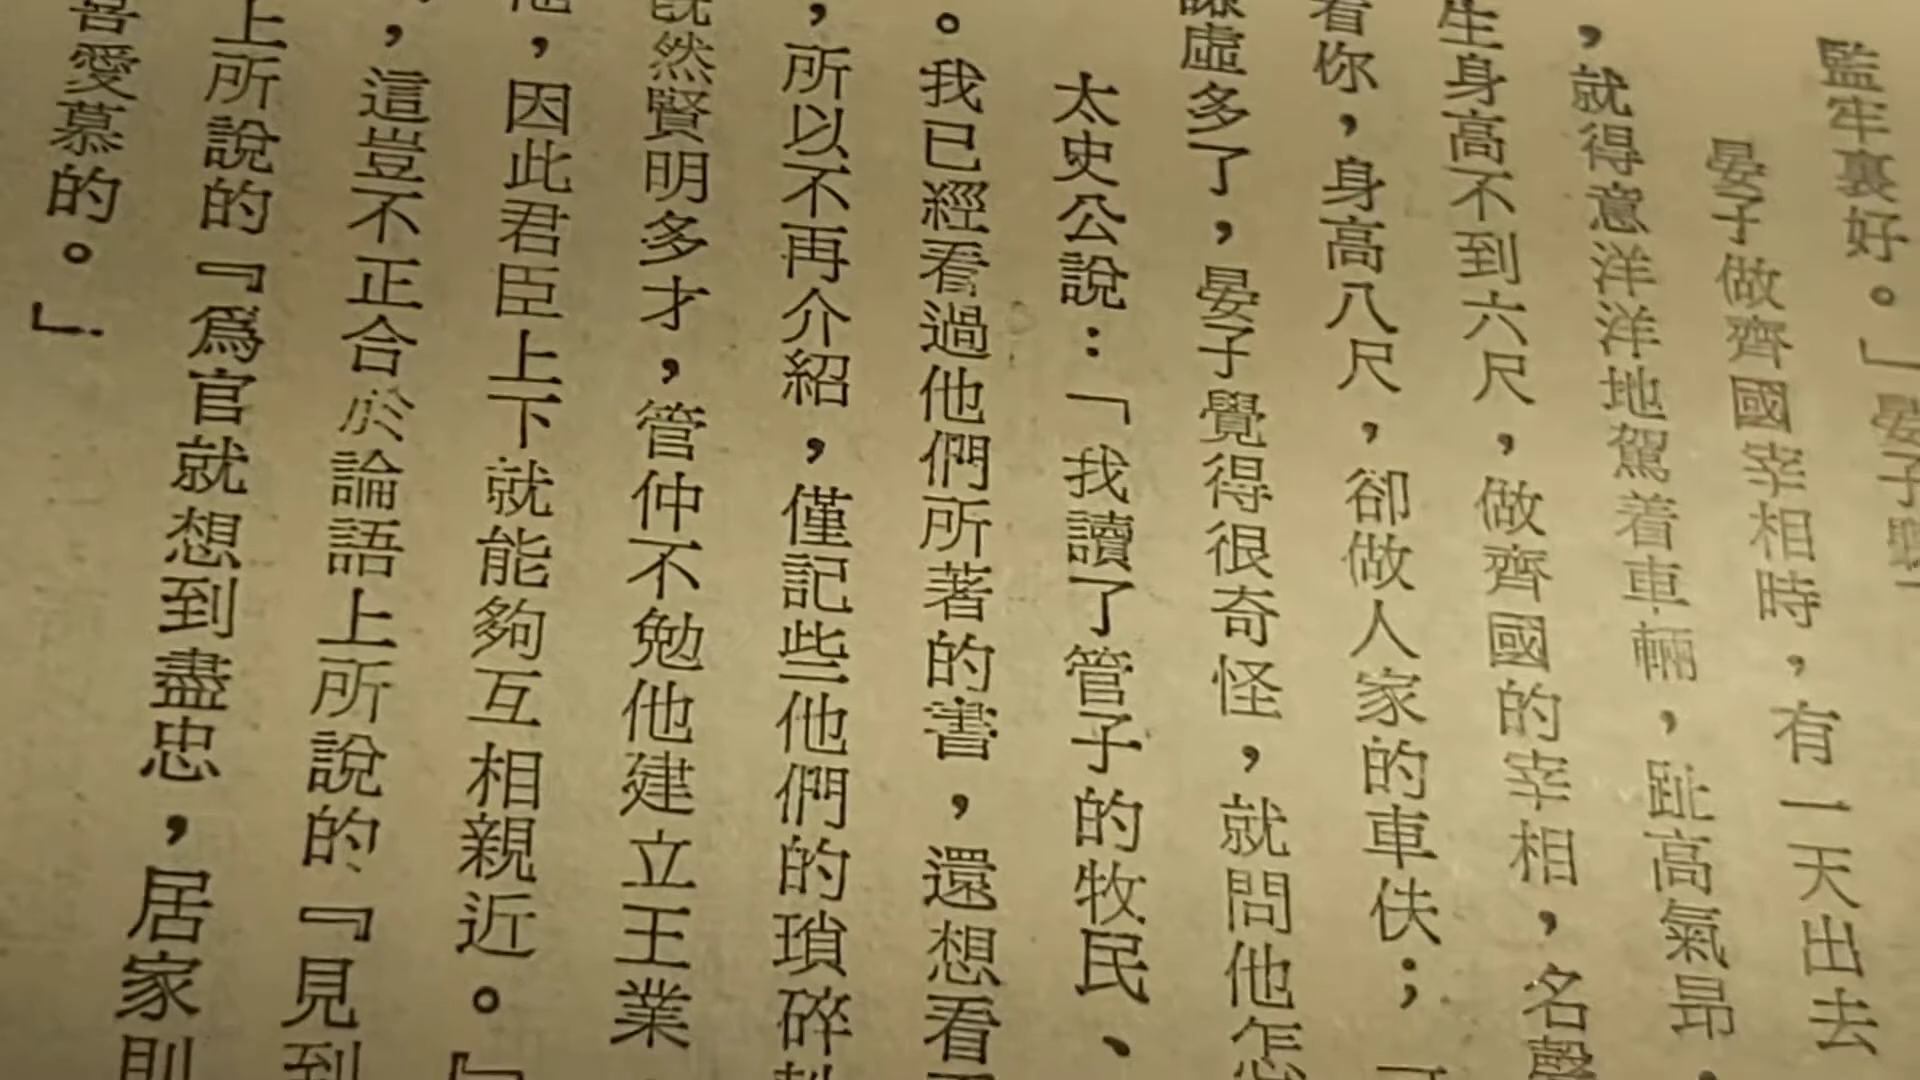 監牢裏好。」晏子
晏子做齊國宰相時，有一天出去
，就得意洋洋地駕着車輛，趾高氣昂，
生身高不到六尺，做齊國的宰相，名聲
看你，身高八尺，卻做人家的車伕；
謙虛多了，晏子覺得很奇怪，就問他怎
太史公說：「我讀了管子的牧民、
。我已經看過他們所著的書，還想看
，所以不再介紹，僅記些他們的瑣碎
既然賢明多才，管仲不勉他建立王業
，因此君臣上下就能夠互相親近。』
，這豈不正合於論語上所說的、『見到
上所說的『爲官就想到盡忠，居家則
喜愛慕的。」